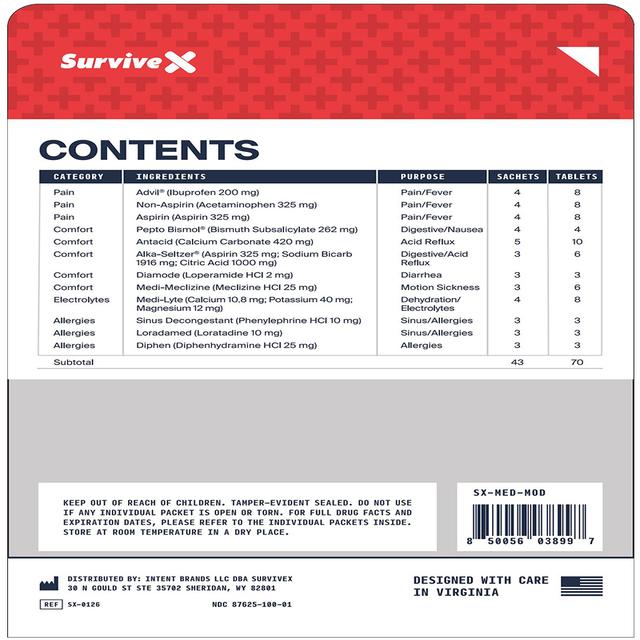 SurviveX
CONTENTS
CATEGORY INGREDIENTS PURPOSE SACHETS TABLETS
Pain Advil® (Ibuprofen 200 mg) Pain/Fever 4 8
Pain Non-Aspirin (Acetaminophen 325 mg) Pain/Fever 4 8
Pain Aspirin (Aspirin 325 mg) Pain/Fever 4 8
Comfort Pepto Bismol® (Bismuth Subsalicylate 262 mg) Digestive/Nausea 4 4
Comfort Antacid (Calcium Carbonate 420 mg) Acid Reflux 5 10
Comfort Alka-Seltzer® (Aspirin 325 mg; Sodium Bicarb Digestive/Acid 3 6
1916 mg; Citric Acid 1000 mg) Reflux
Comfort Diamode (Loperamide HCl 2 mg) Diarrhea 3 3
Comfort Medi-Meclizine (Meclizine HCl 25 mg) Motion Sickness 3 6
Electrolytes Medi-Lyte (Calcium 10.8 mg; Potassium 40 mg; Dehydration/ 4 8
Magnesium 12 mg) Electrolytes
Allergies Sinus Decongestant (Phenylephrine HCl 10 mg) Sinus/Allergies 3 3
Allergies Loradamed (Loratadine 10 mg) Sinus/Allergies 3 3
Allergies Diphen (Diphenhydramine HCl 25 mg) Allergies 3 3
Subtotal 43 70
KEEP OUT OF REACH OF CHILDREN. TAMPER-EVIDENT SEALED. DO NOT USE
IF ANY INDIVIDUAL PACKET IS OPEN OR TORN. FOR FULL DRUG FACTS AND
EXPIRATION DATES, PLEASE REFER TO THE INDIVIDUAL PACKETS INSIDE.
STORE AT ROOM TEMPERATURE IN A DRY PLACE.
SX-MED-MOD
8 50056 03899 7
DISTRIBUTED BY: INTENT BRANDS LLC DBA SURVIVEX
30 N GOULD ST STE 35702 SHERIDAN, WY 82801
REF SX-0126 NDC 87625-100-01
DESIGNED WITH CARE
IN VIRGINIA